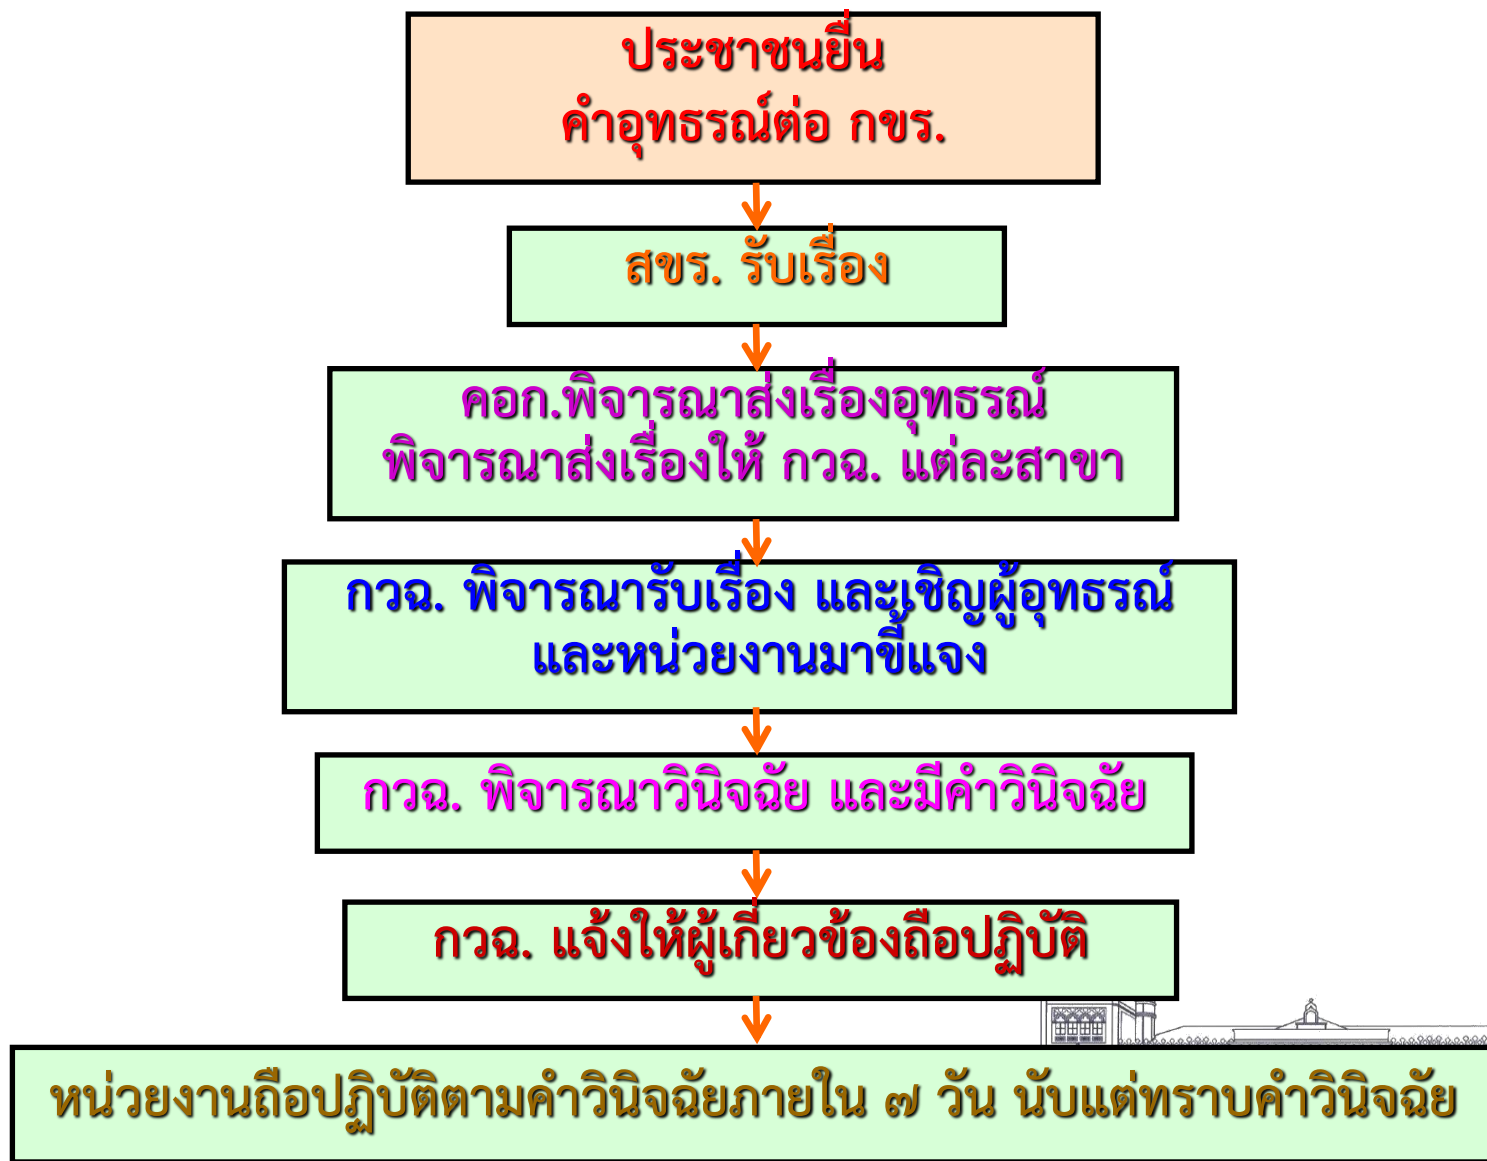 ประชาชนยื่น
คำอุทธรณ์ต่อ กขร.
สขร. รับเรื่อง
คอก.พิจารณาส่งเรื่องอุทธรณ์
พิจารณาส่งเรื่องให้ กวฉ. แต่ละสาขา
กวฉ. พิจารณารับเรื่อง และเชิญผู้อุทธรณ์
และหน่วยงานมาชี้แจง
กวฉ. พิจารณาวินิจฉัย และมีคำวินิจฉัย
กวฉ. แจ้งให้ผู้เกี่ยวข้องถือปฏิบัติ
หน่วยงานถือปฏิบัติตามคำวินิจฉัยภายใน ๗ วัน นับแต่ทราบคำวินิจฉัย